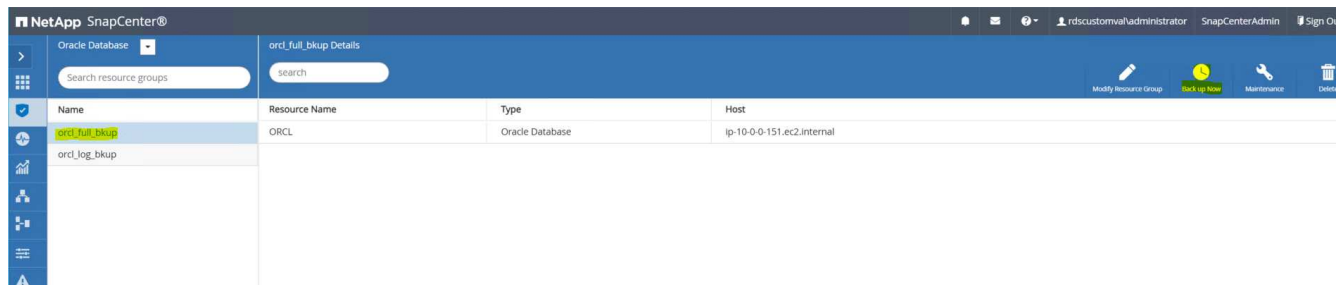 NetApp SnapCenter®
rdscustomval\administrator SnapCenterAdmin Sign Ou
Oracle Database
orcl_full_bkup Details
Search resource groups
search
Modify Resource Group Back up Now Maintenance Delete
Name
Resource Name Type Host
orcl_full_bkup
ORCL Oracle Database ip-10-0-0-151.ec2.internal
orcl_log_bkup